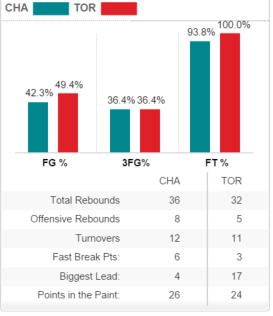 CHA TOR
93.8% 100.0%
42.3% 49.4%
36.4% 36.4%
FG % 3FG% FT %
CHA TOR
Total Rebounds 36 32
Offensive Rebounds 8 5
Turnovers 12 11
Fast Break Pts: 6 3
Biggest Lead: 4 17
Points in the Paint: 26 24